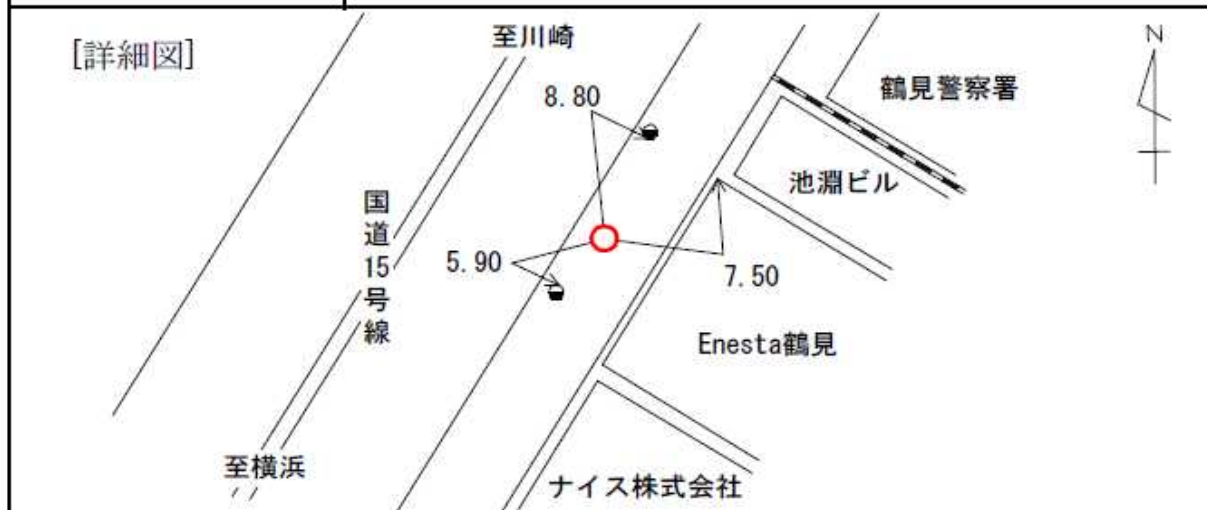 [詳細図]
至川崎
N
8.80
鶴見警察署
池淵ビル
国道15号線
5.90
7.50
Enesta鶴見
至横浜
ナイス株式会社